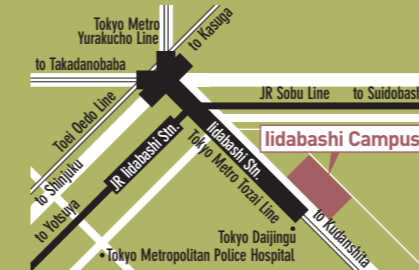 Tokyo Metro
Yurakucho Line
to Kasuga
to Takadanobaba
JR Sobu Line
to Suidobash
Toei Oedo Line
Iidabashi Stn.
Iidabashi Campus
JR Iidabashi Stn.
Tokyo Metro Tozai Line
to Shinjuku
to Yotsuya
to Kudanshita
Tokyo Daijingu
•Tokyo Metropolitan Police Hospital